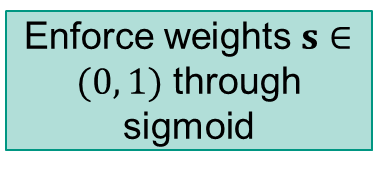 Enforce weights s ∈
(0, 1) through
sigmoid